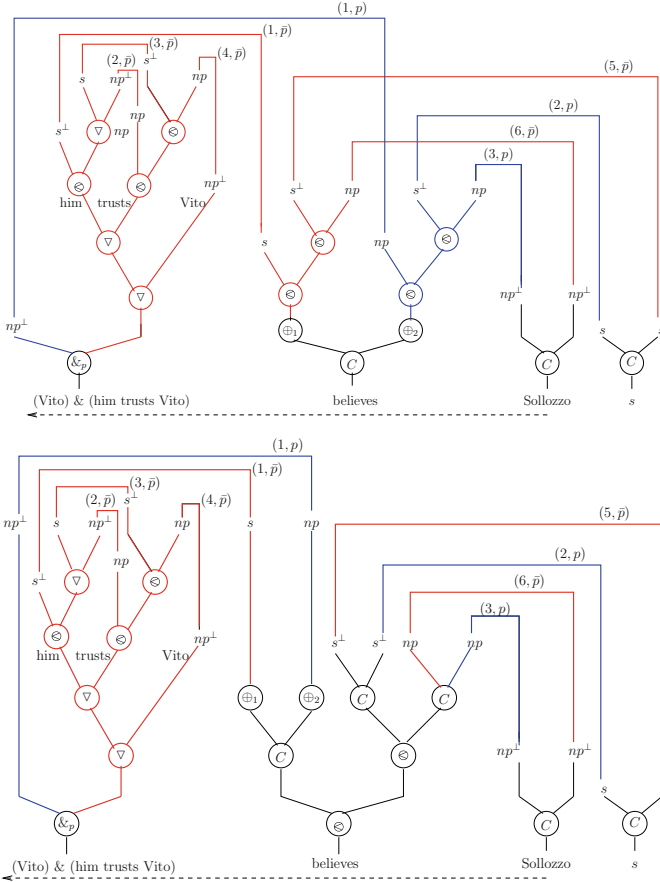 (1, p)
(1, p̄)
(3, p̄)
(2, p̄) s⊥ (4, p̄)
s np⊥ np (5, p̄)
np (2, p)
s⊥ ∇ np ⧀ (6, p̄)
(3, p)
⧀ ⧀ np⊥ s⊥ np s⊥ np
him trusts Vito
∇ s ⧀ np ⧀
∇ ⧀ ⧀ np⊥ np⊥
np⊥ ⊕₁ ⊕₂ s s
&ₚ C C C
(Vito) & (him trusts Vito) believes Sollozzo s
(1, p)
(3, p̄) (1, p̄)
(2, p̄) s⊥ (4, p̄)
np⊥ s np⊥ np s np (5, p̄)
np (2, p)
s⊥ ∇ ⧀ (6, p̄)
(3, p)
⧀ ⧀ np⊥ s⊥ s⊥ np np
him trusts Vito
∇ ⊕₁ ⊕₂ C C
∇ C ⧀ np⊥ np⊥
s
&ₚ ⧀ C C
(Vito) & (him trusts Vito) believes Sollozzo s